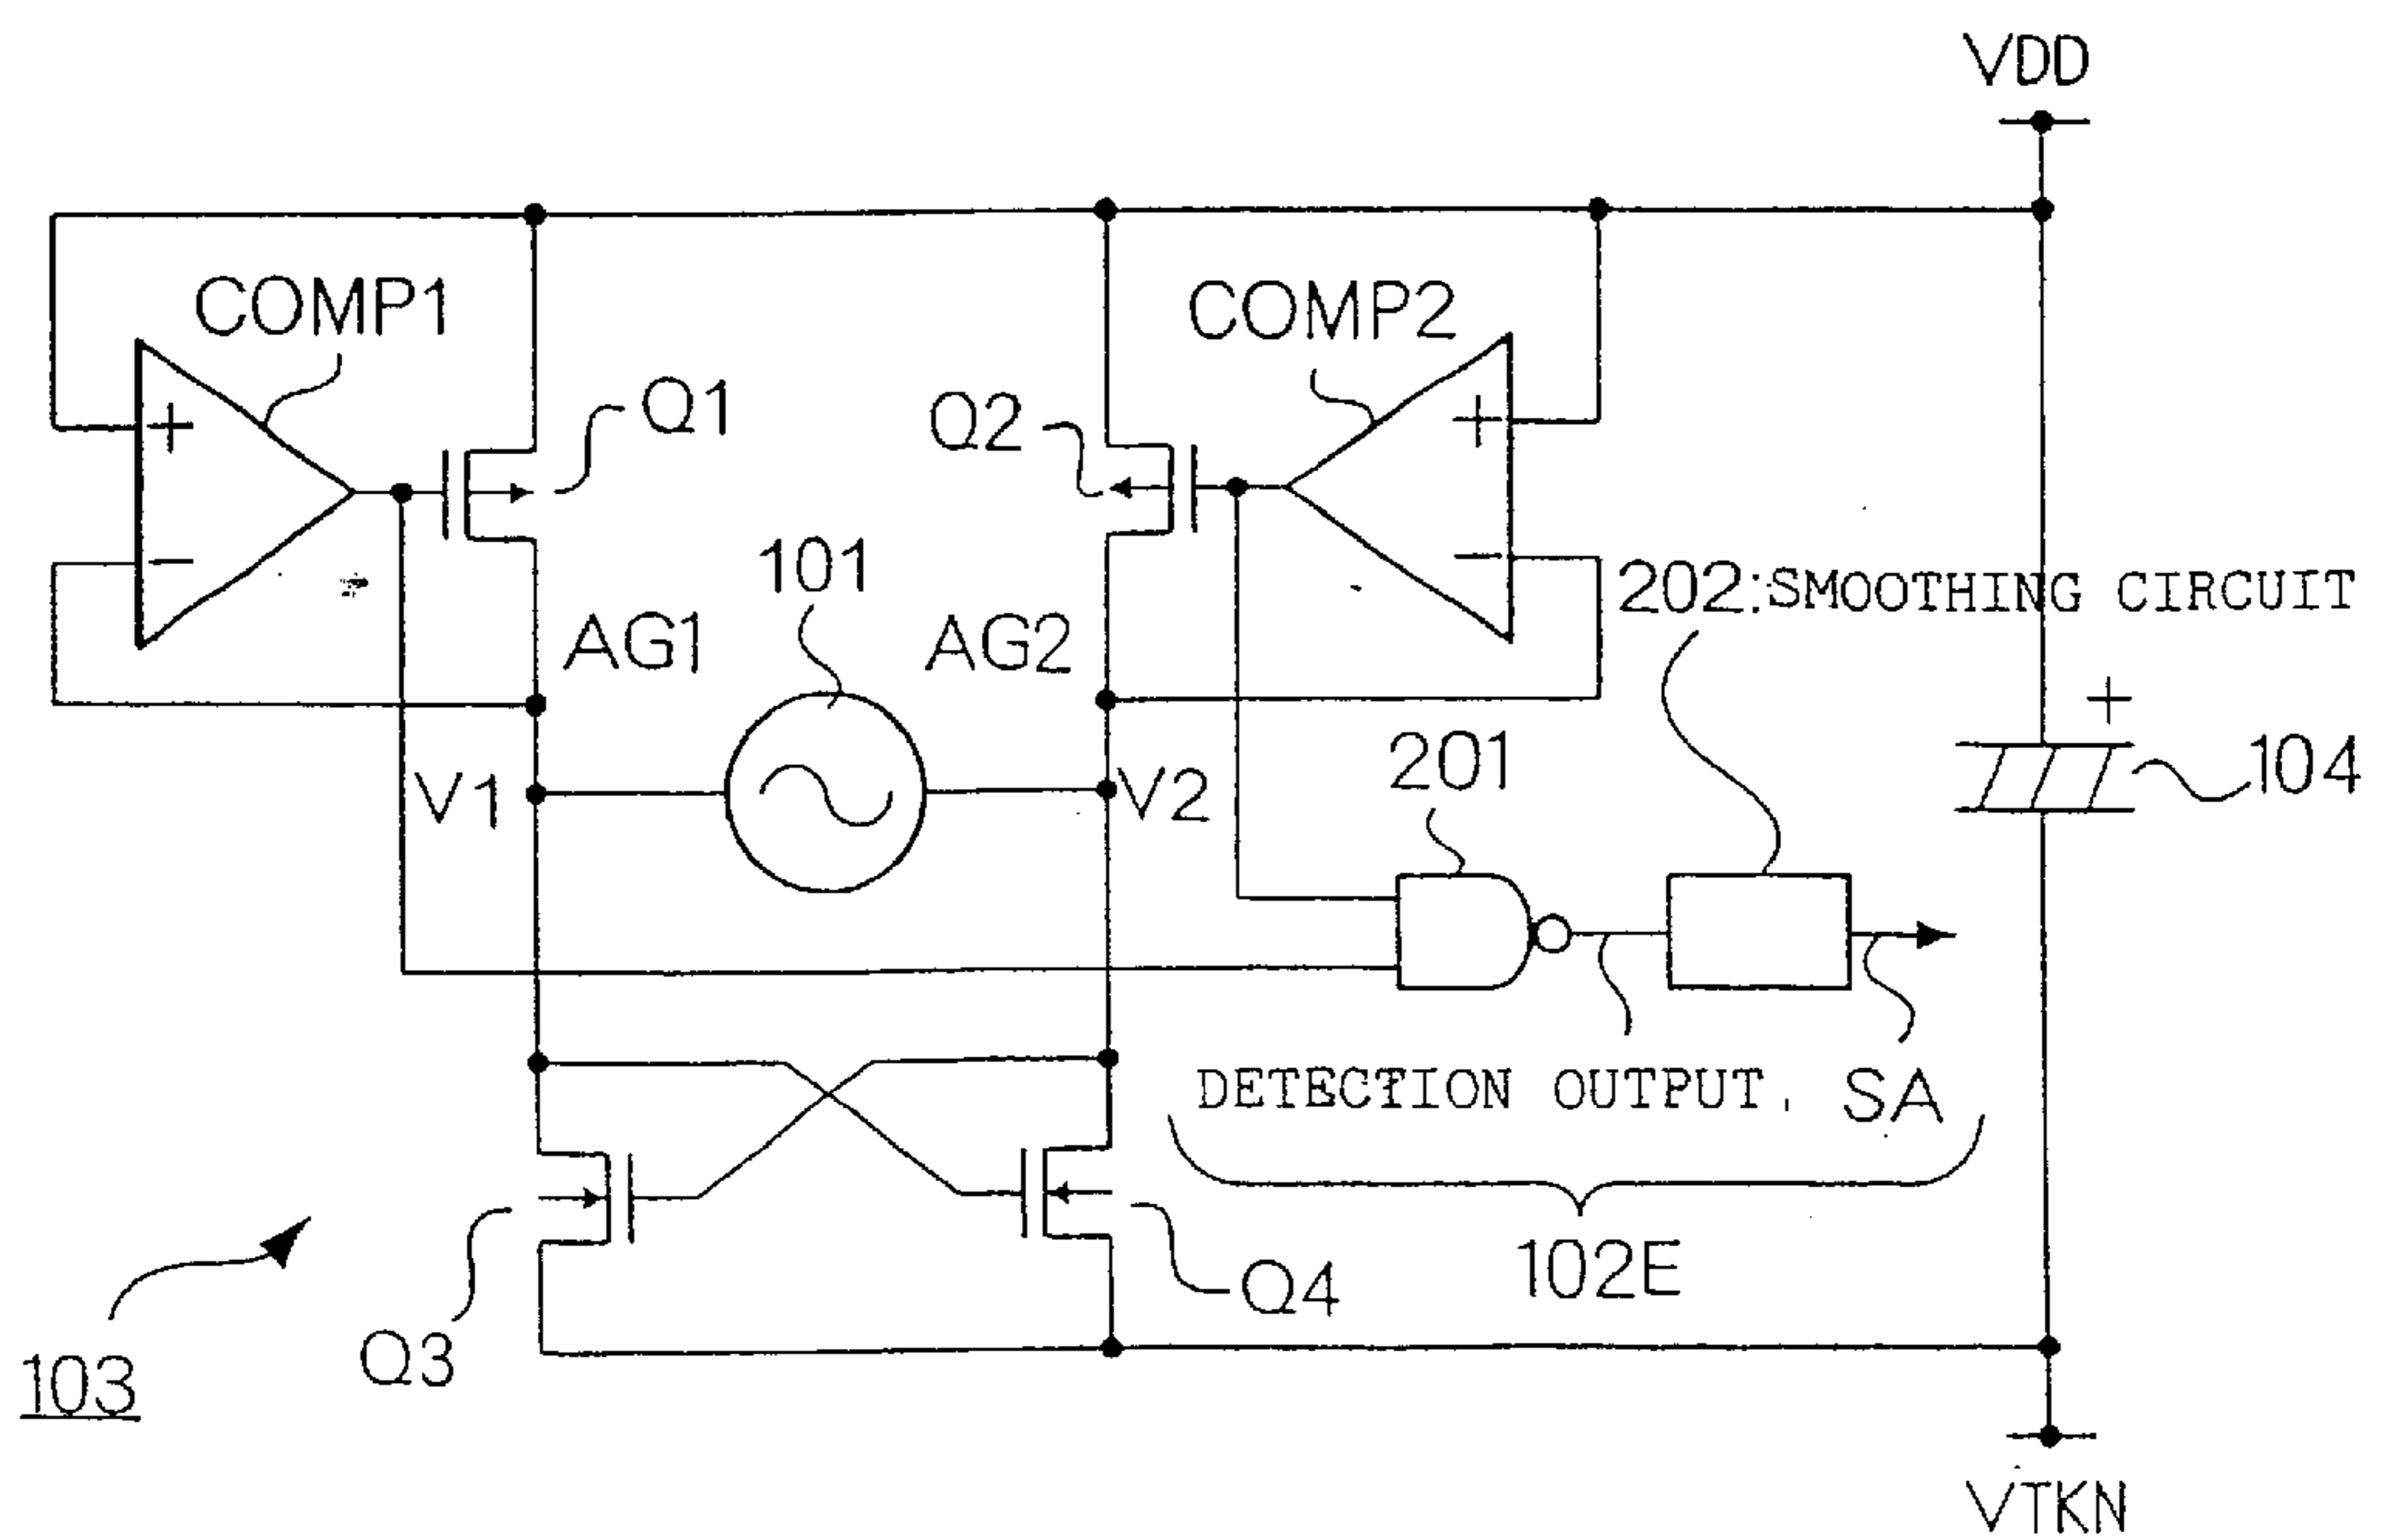 VDD
COMP1
COMP2
Q1
Q2
+
+
−
−
101
202:SMOOTHING CIRCUIT
AG1
AG2
+
201
104
V1
V2
DETECTION OUTPUT, SA
102E
Q4
Q3
103
VTKN